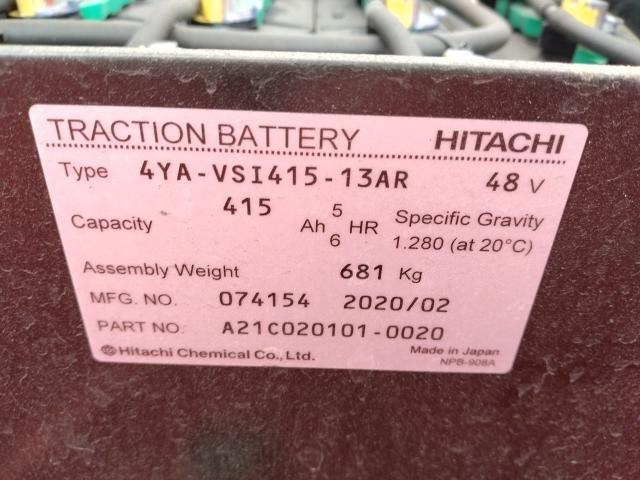 TRACTION BATTERY HITACHI
Type 4YA-VSI415-13AR 48 V
Capacity 415 Ah 5 HR Specific Gravity
6 1.280 (at 20°C)
Assembly Weight 681 Kg
MFG. NO. 074154 2020/02
PART NO. A21C020101-0020
Hitachi Chemical Co., Ltd. Made in Japan
NPB-908A